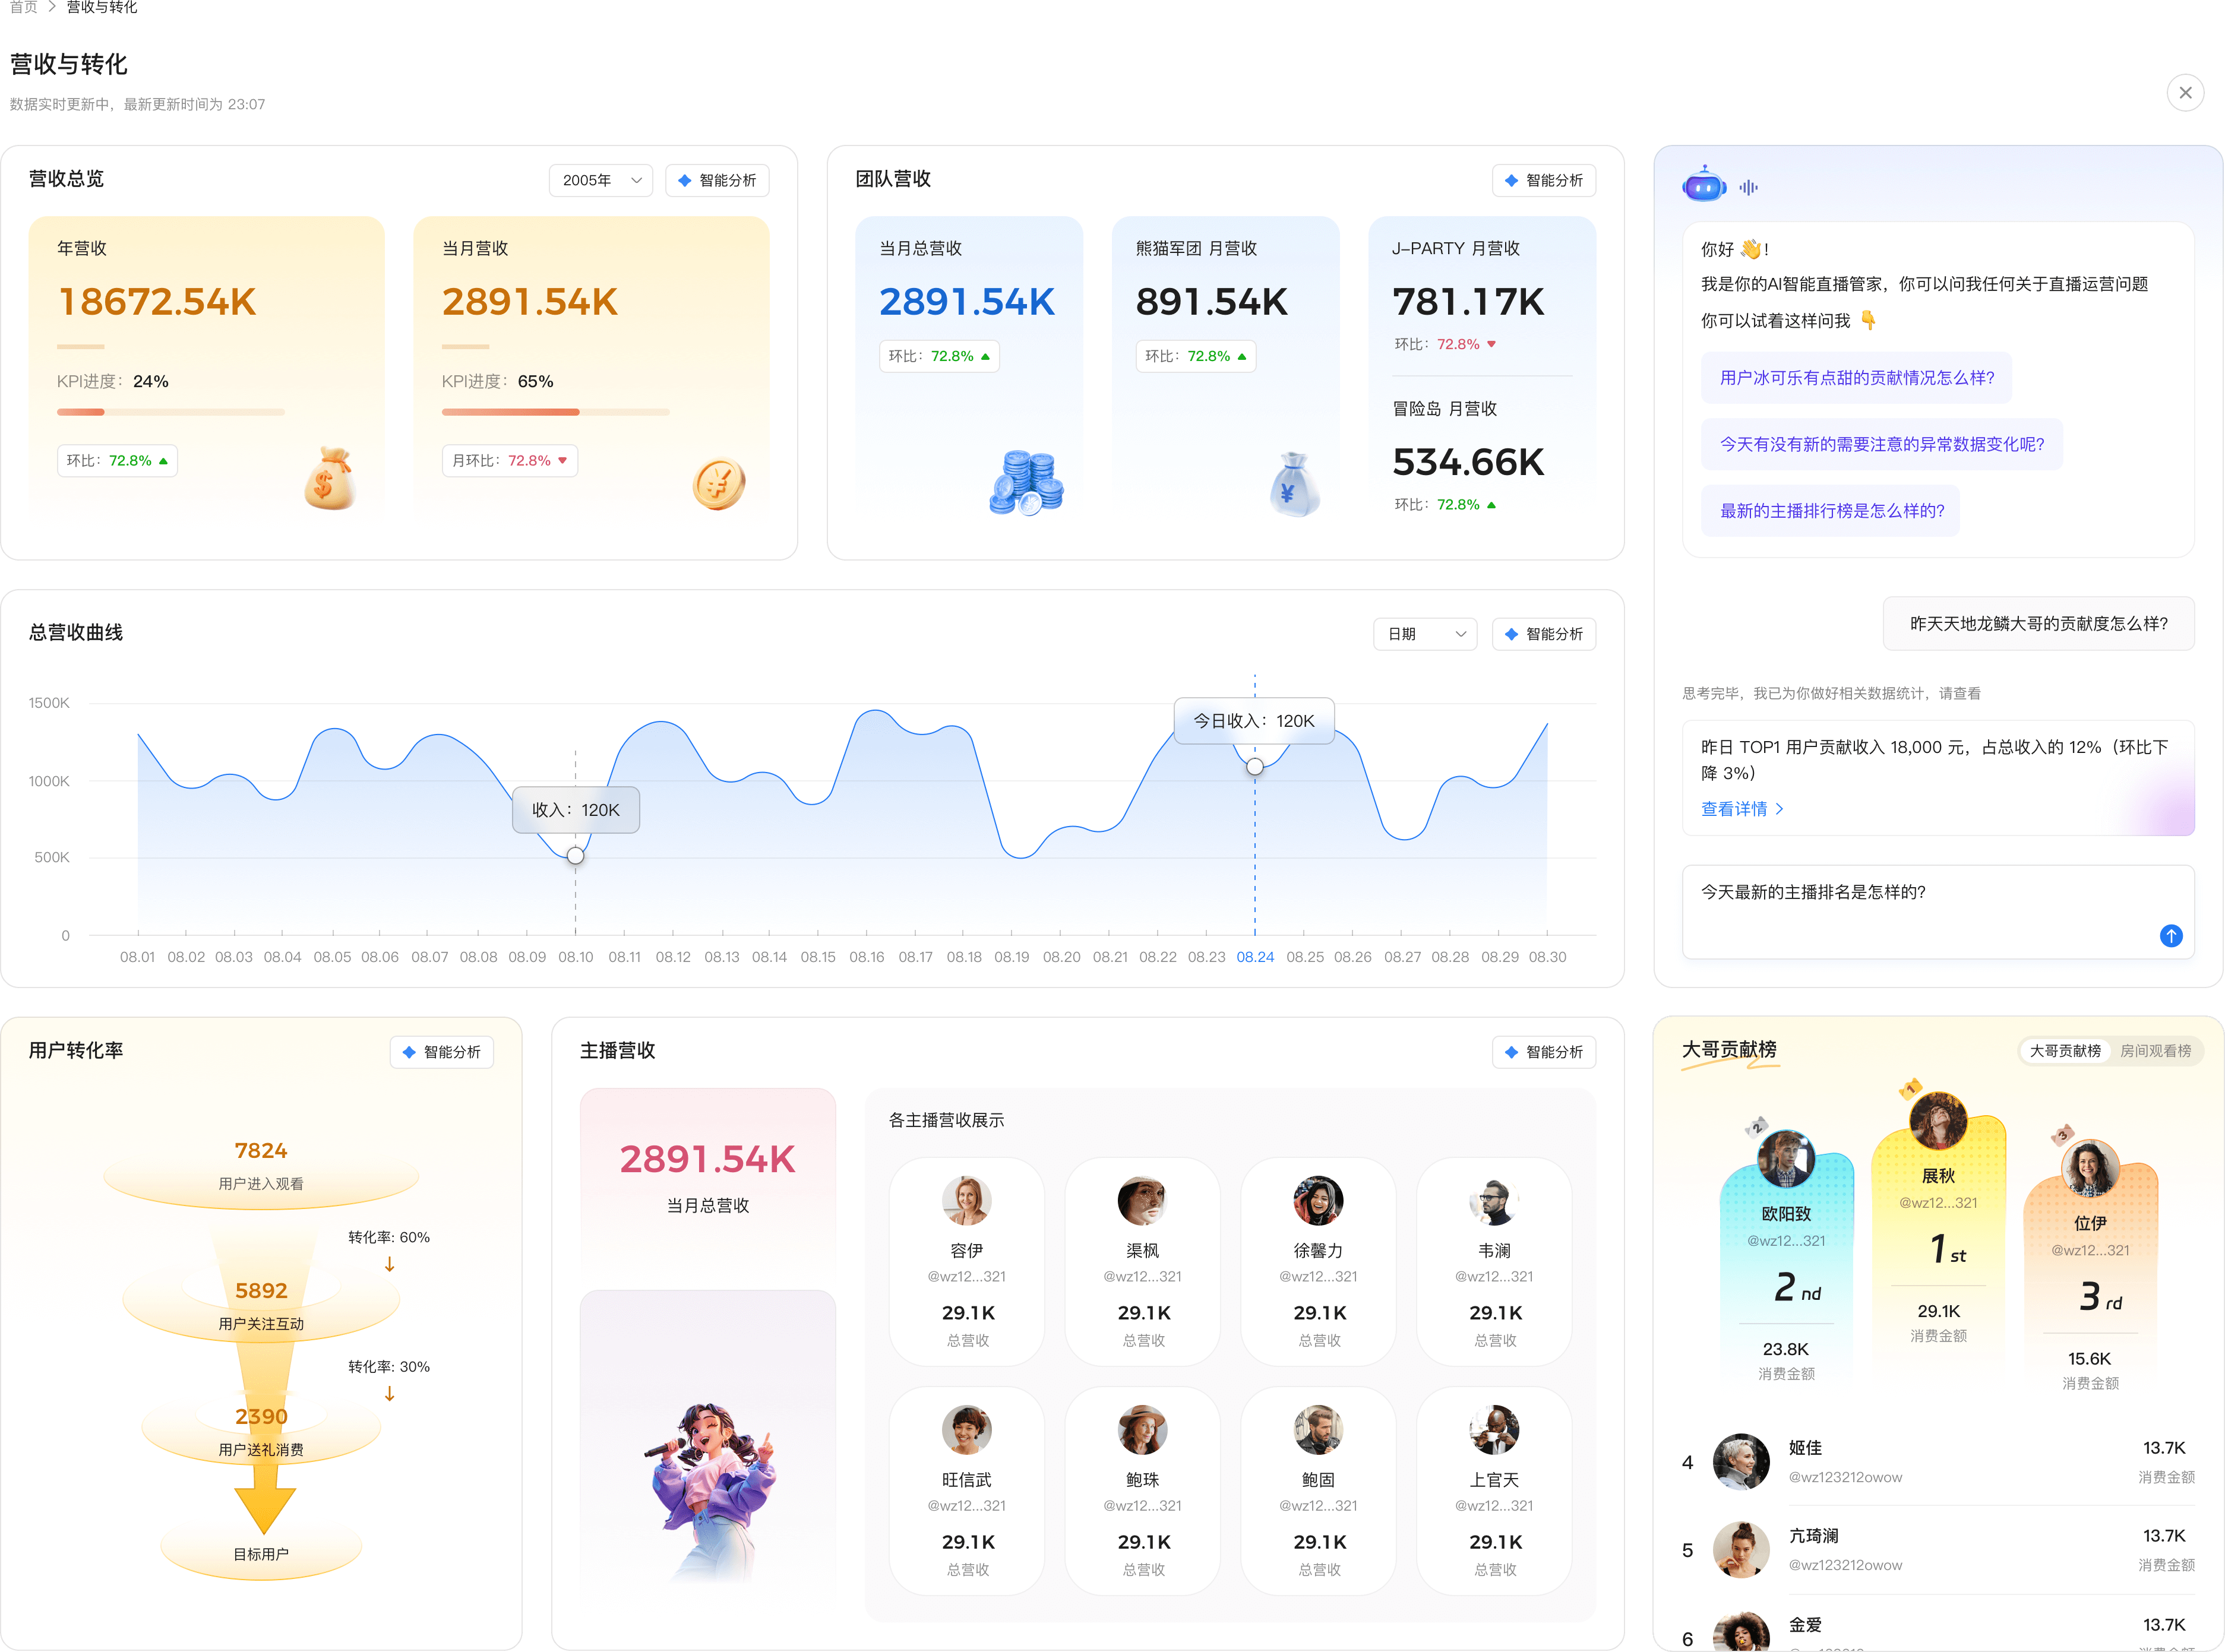 首页 > 营收与转化
营收与转化
数据实时更新中，最新更新时间为 23:07
营收总览
2005年
智能分析
年营收
18672.54K
KPI进度：24%
环比：72.8%
当月营收
2891.54K
KPI进度：65%
月环比：72.8%
团队营收
智能分析
当月总营收
2891.54K
环比：72.8%
熊猫军团 月营收
891.54K
环比：72.8%
J-PARTY 月营收
781.17K
环比：72.8%
冒险岛 月营收
534.66K
环比：72.8%
总营收曲线
日期
智能分析
1500K
1000K
500K
0
收入：120K
今日收入：120K
08.01 08.02 08.03 08.04 08.05 08.06 08.07 08.08 08.09 08.10 08.11 08.12 08.13 08.14 08.15 08.16 08.17 08.18 08.19 08.20 08.21 08.22 08.23 08.24 08.25 08.26 08.27 08.28 08.29 08.30
你好 👋！
我是你的AI智能直播管家，你可以问我任何关于直播运营问题
你可以试着这样问我 👇
用户冰可乐有点甜的贡献情况怎么样？
今天有没有新的需要注意的异常数据变化呢？
最新的主播排行榜是怎么样的？
昨天天地龙鳞大哥的贡献度怎么样？
思考完毕，我已为你做好相关数据统计，请查看
昨日 TOP1 用户贡献收入 18,000 元，占总收入的 12%（环比下
降 3%）
查看详情 >
今天最新的主播排名是怎样的？
用户转化率
智能分析
7824
用户进入观看
转化率: 60%
5892
用户关注互动
转化率: 30%
2390
用户送礼消费
目标用户
主播营收
智能分析
2891.54K
当月总营收
各主播营收展示
容伊
@wz12...321
29.1K
总营收
渠枫
@wz12...321
29.1K
总营收
徐馨力
@wz12...321
29.1K
总营收
韦澜
@wz12...321
29.1K
总营收
旺信武
@wz12...321
29.1K
总营收
鲍珠
@wz12...321
29.1K
总营收
鲍固
@wz12...321
29.1K
总营收
上官天
@wz12...321
29.1K
总营收
大哥贡献榜
大哥贡献榜
房间观看榜
2
欧阳致
@wz12...321
2 nd
23.8K
消费金额
1
展秋
@wz12...321
1 st
29.1K
消费金额
3
位伊
@wz12...321
3 rd
15.6K
消费金额
4
姬佳
@wz123212owow
13.7K
消费金额
5
亢琦澜
@wz123212owow
13.7K
消费金额
6
金爱
13.7K